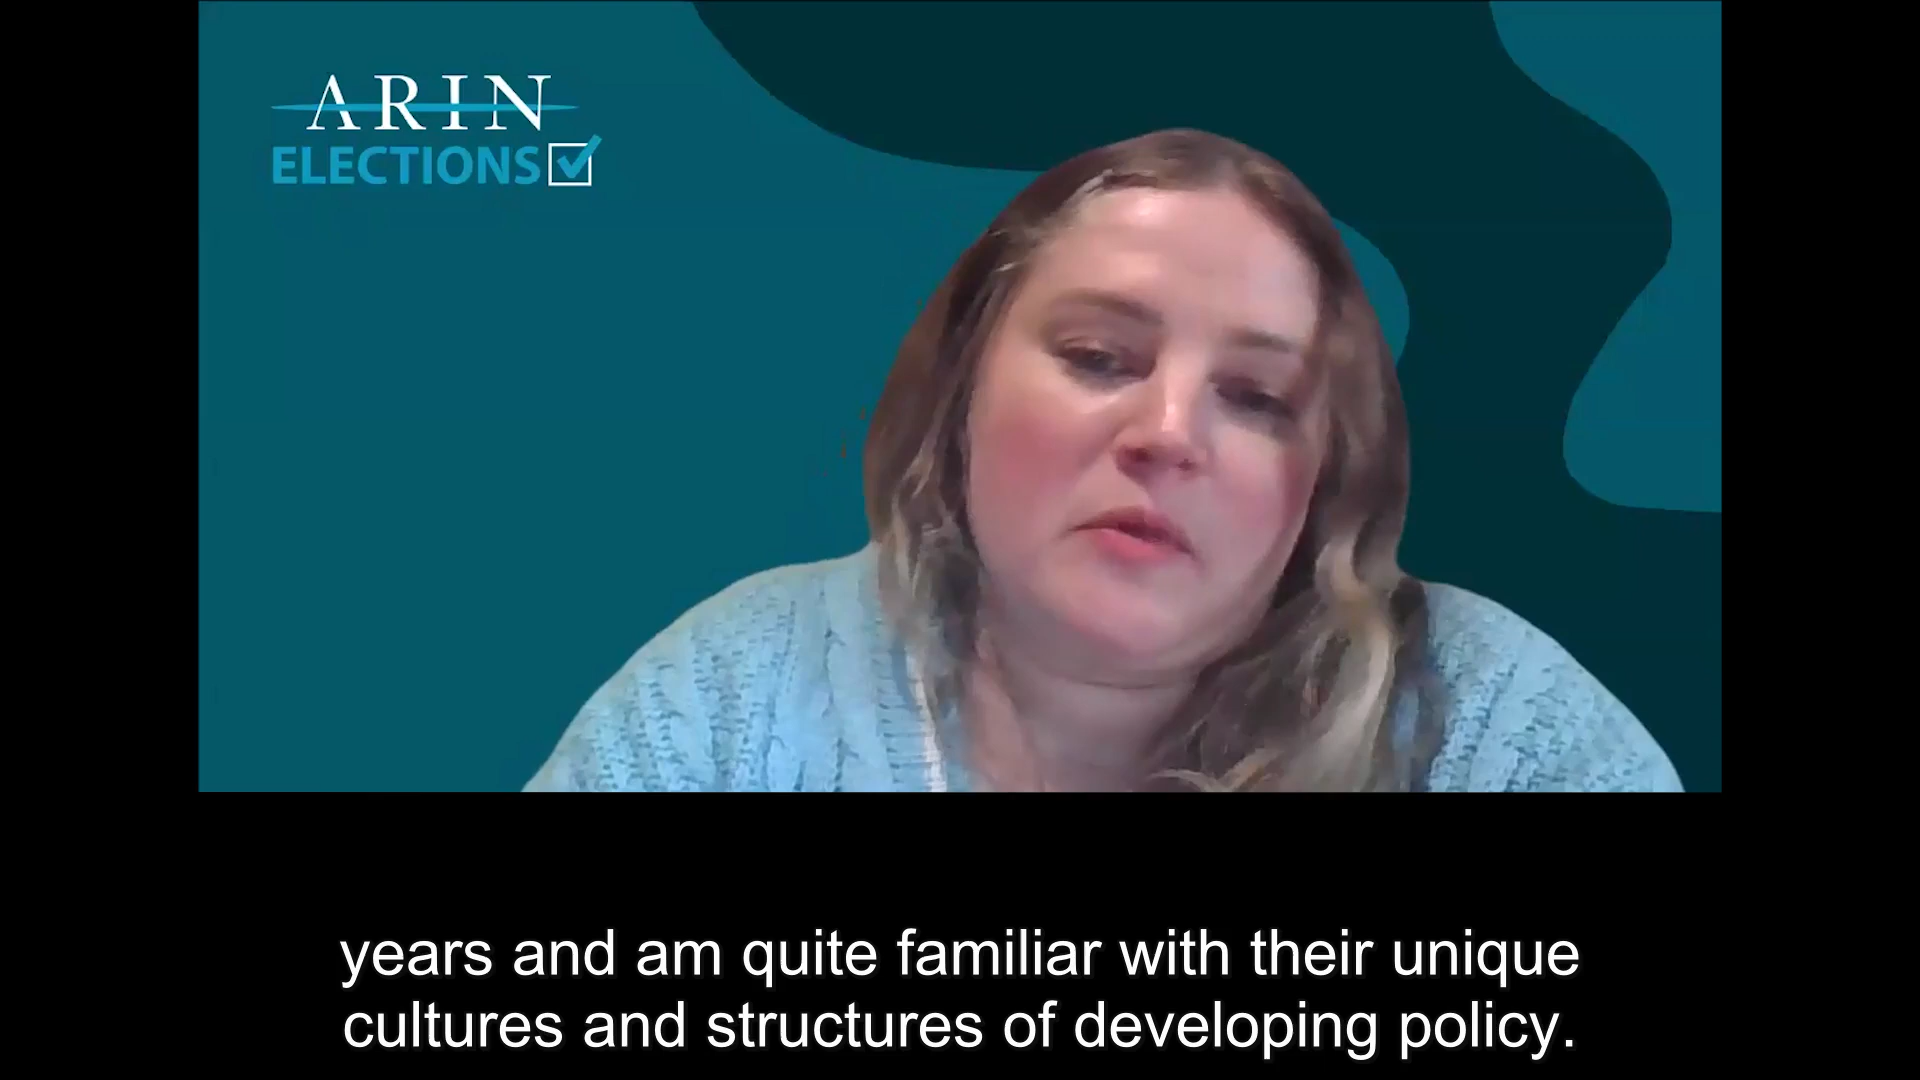 ARIN
ELECTIONS
years and am quite familiar with their unique
cultures and structures of developing policy.